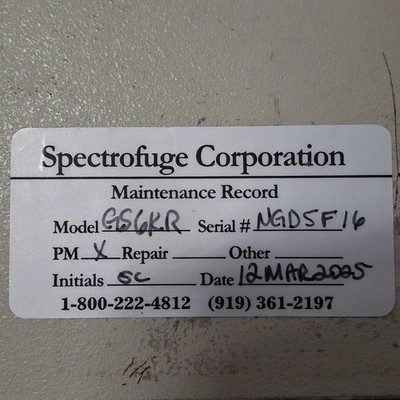 Spectrofuge Corporation
Maintenance Record
Model GS6KR Serial # NGD5F16
PM X Repair Other
Initials GC Date 12MAR2025
1-800-222-4812 (919) 361-2197